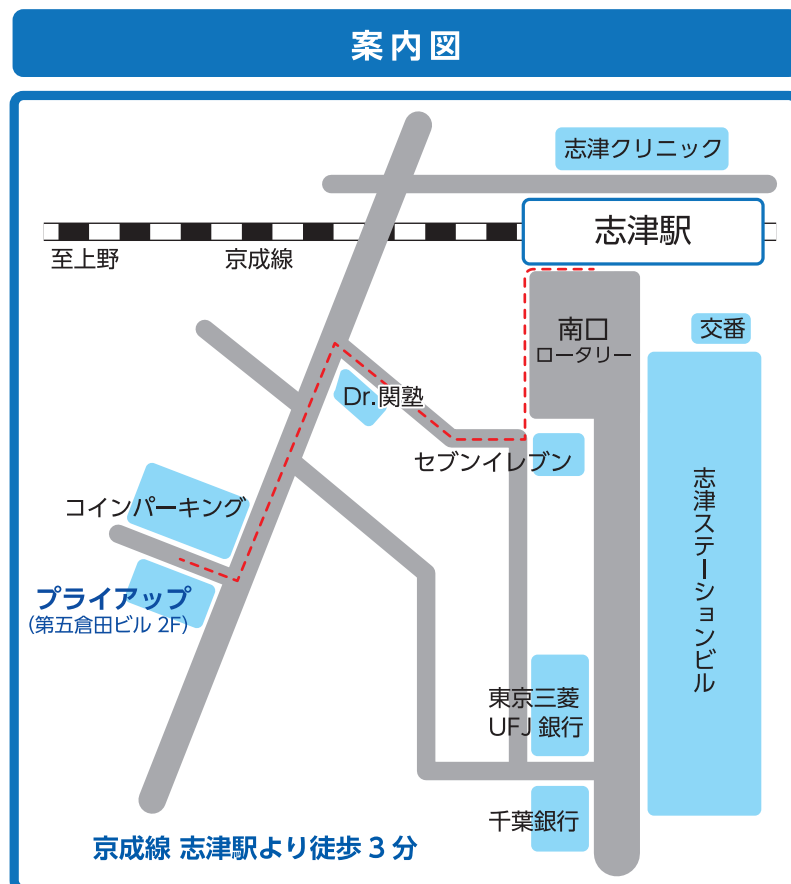 案内図
志津クリニック
志津駅
至上野
京成線
南口
ロータリー
交番
Dr.関塾
セブンイレブン
コインパーキング
志津ステーションビル
プライアップ
(第五倉田ビル 2F)
東京三菱
UFJ 銀行
千葉銀行
京成線 志津駅より徒歩 3 分